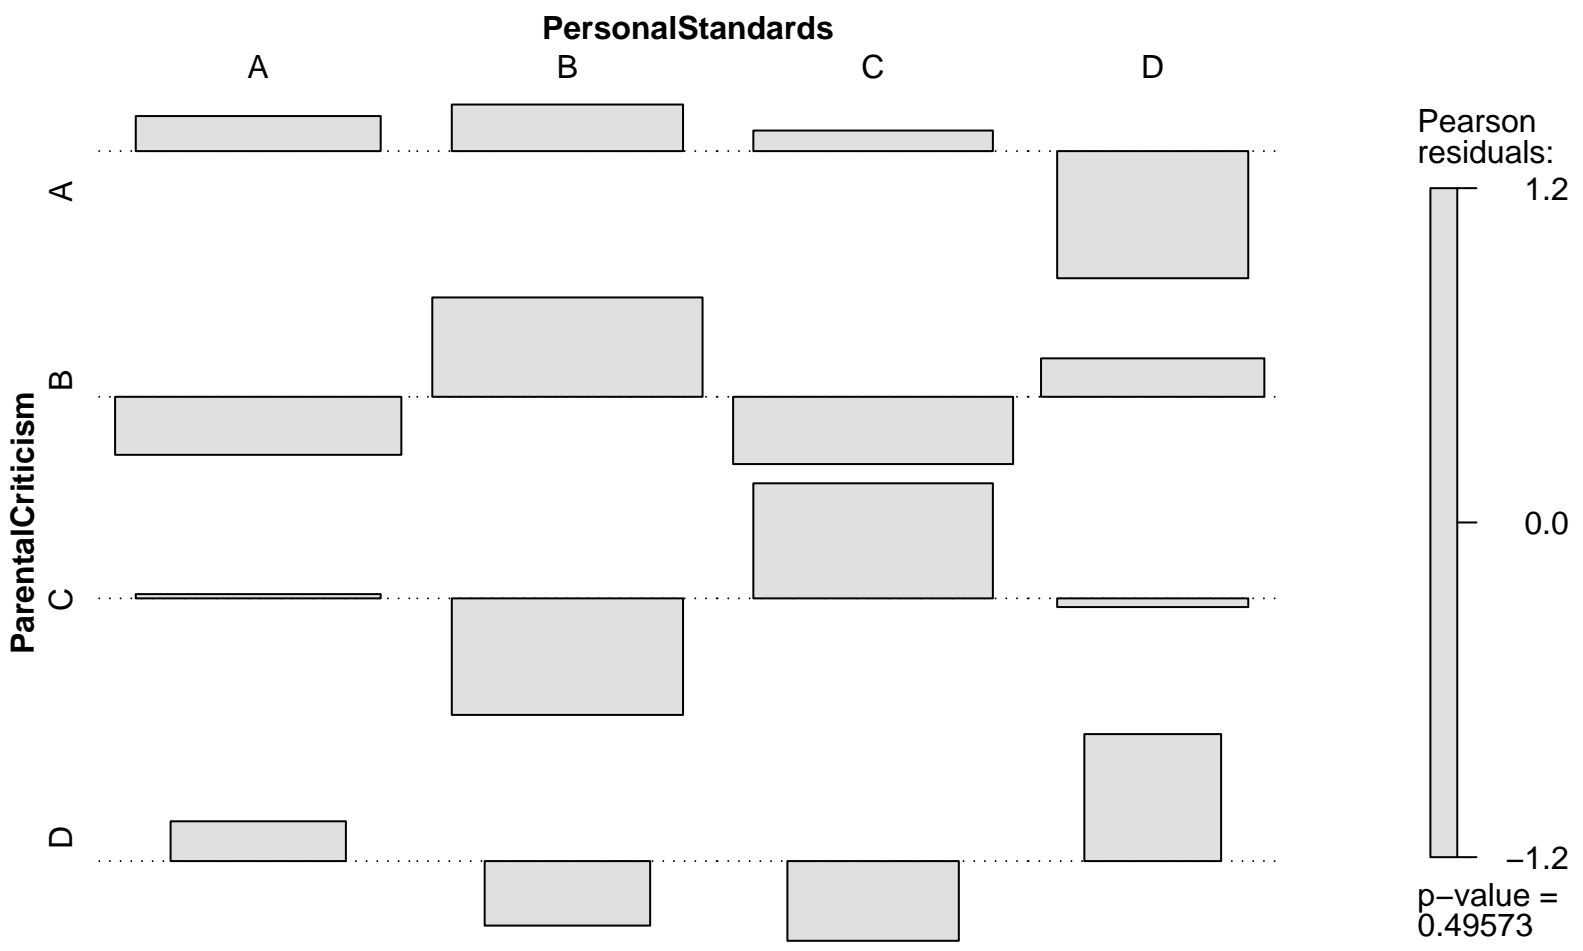 PersonalStandards
A B C D
ParentalCriticism
A
B
C
D
Pearson
residuals:
1.2
0.0
−1.2
p−value =
0.49573